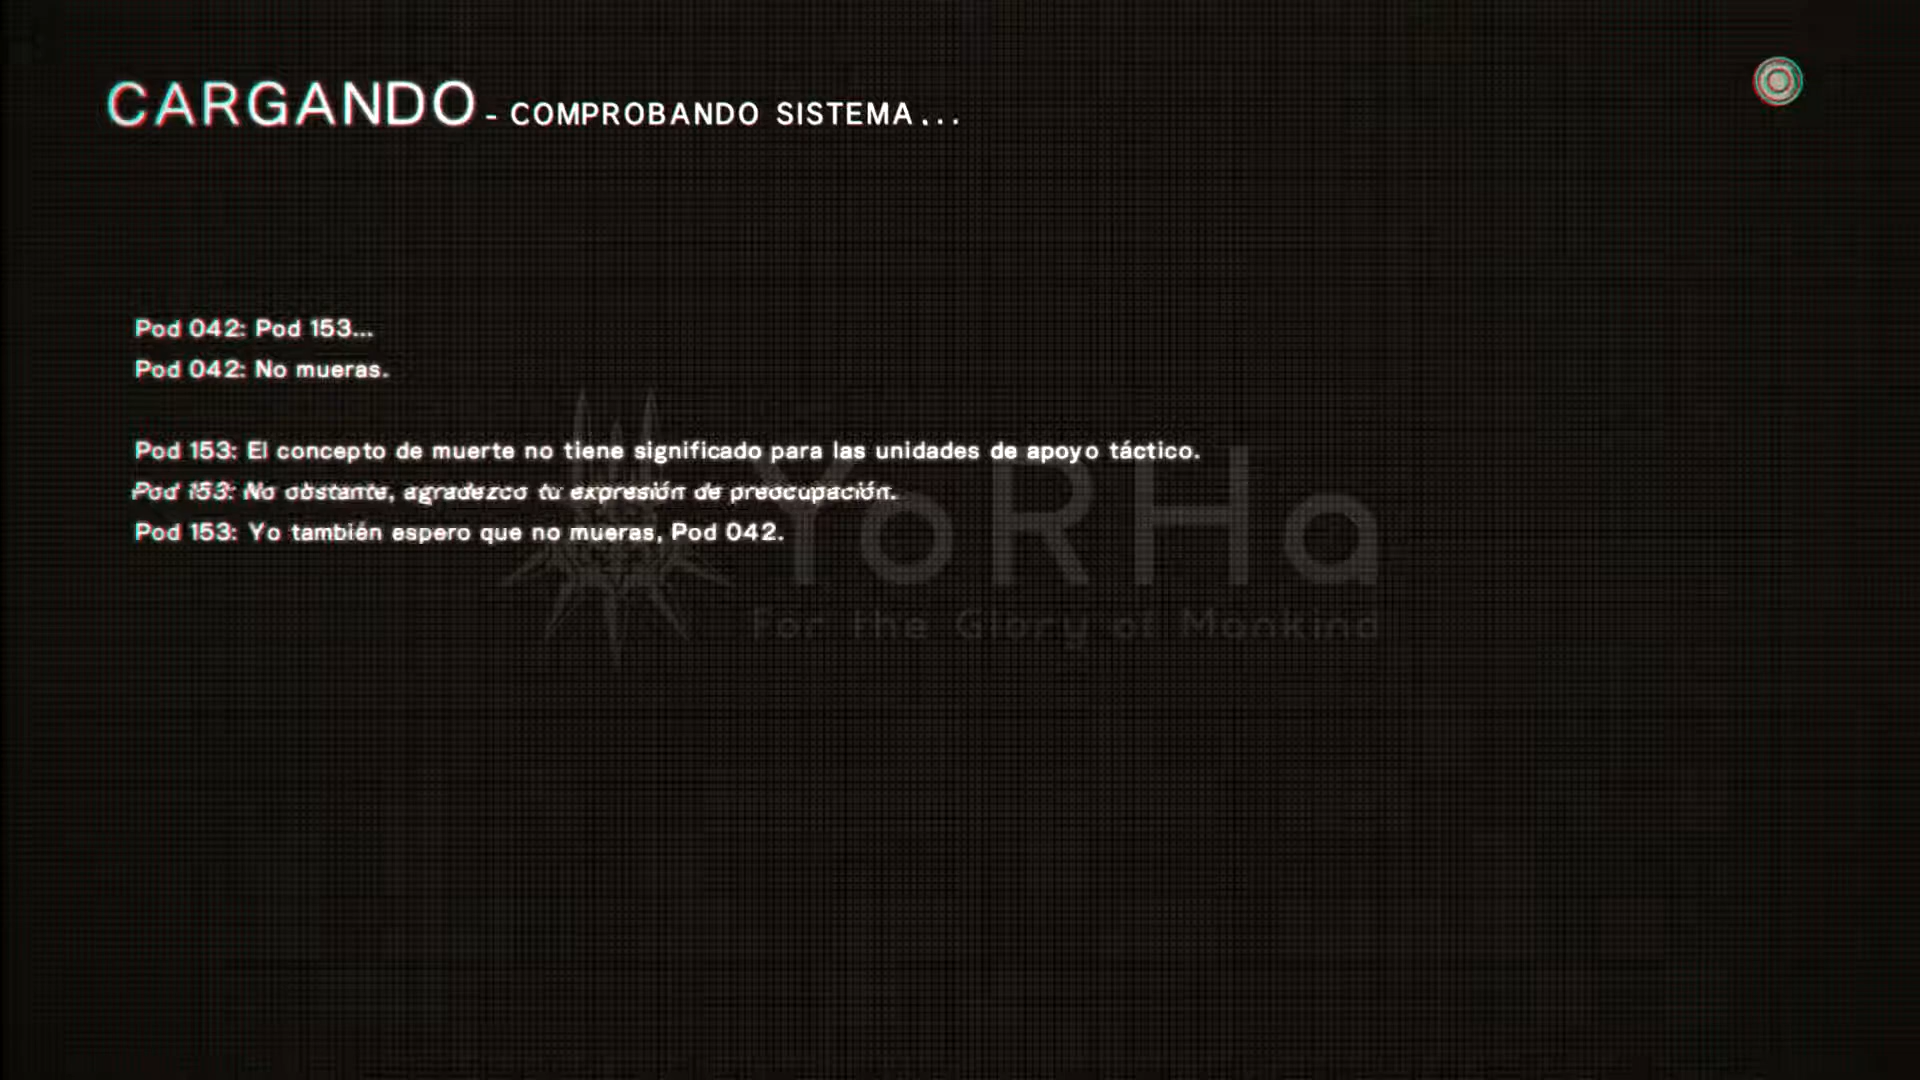 CARGANDO - COMPROBANDO SISTEMA...
Pod 042: Pod 153...
Pod 042: No mueras.
Pod 153: El concepto de muerte no tiene significado para las unidades de apoyo táctico.
Pod 153: No obstante, agradezco tu expresión de preocupación.
Pod 153: Yo también espero que no mueras, Pod 042.
YoRHa
For the Glory of Mankind